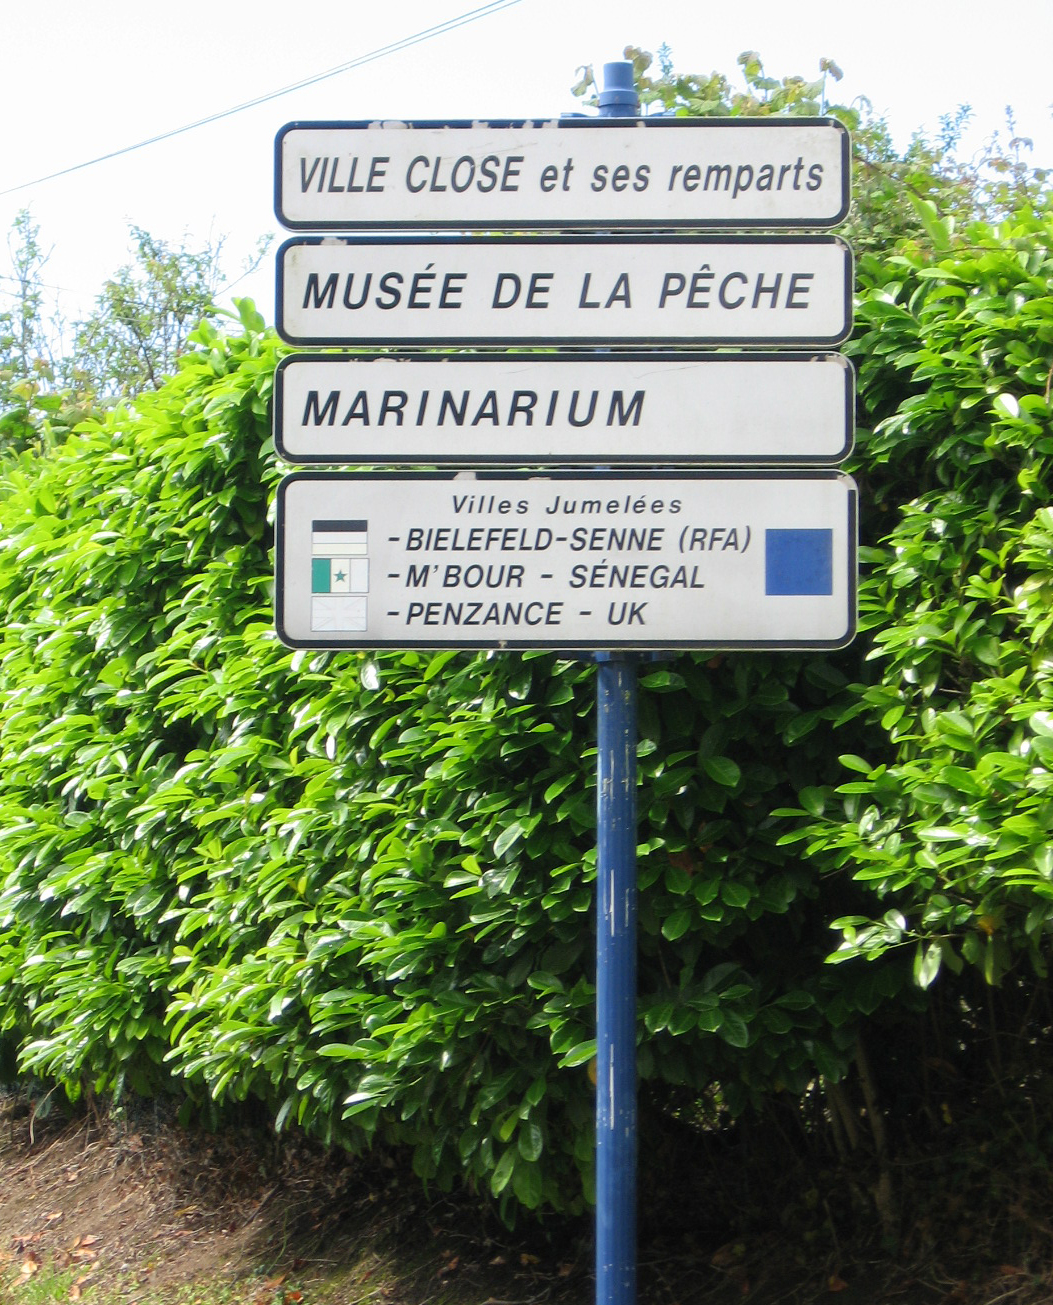 VILLE CLOSE et ses remparts
MUSÉE DE LA PÊCHE
MARINARIUM
Villes Jumelées
-BIELEFELD-SENNE (RFA)
-M'BOUR - SÉNEGAL
-PENZANCE - UK